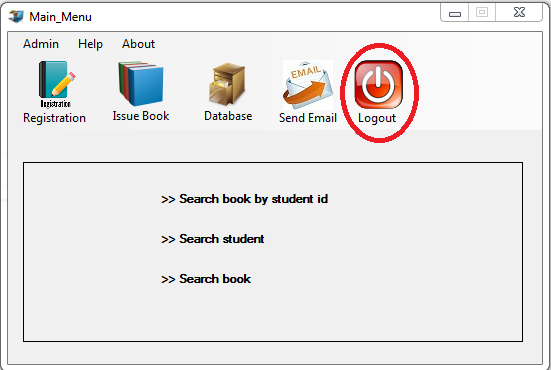 Main_Menu
Admin Help About
Registration
EMAIL
Registration Issue Book Database Send Email Logout
>> Search book by student id
>> Search student
>> Search book